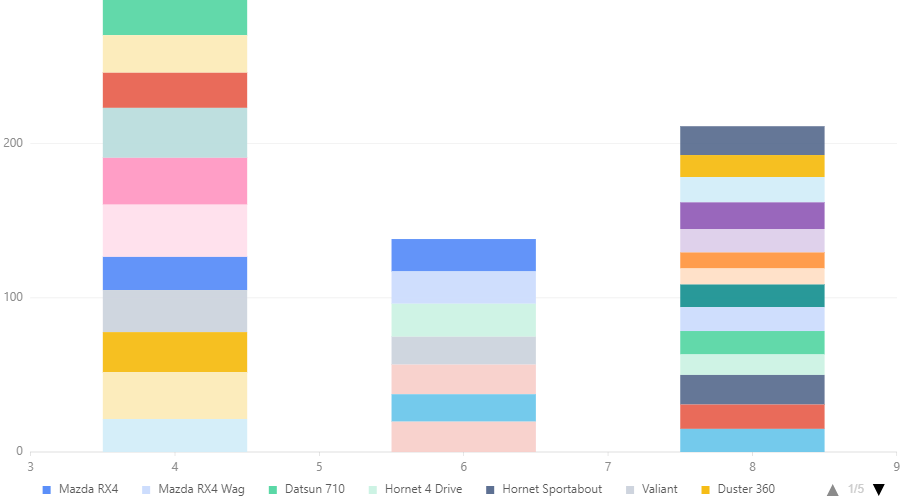 200
100
0
3 4 5 6 7 8 9
Mazda RX4 Mazda RX4 Wag Datsun 710 Hornet 4 Drive Hornet Sportabout Valiant Duster 360 1/5